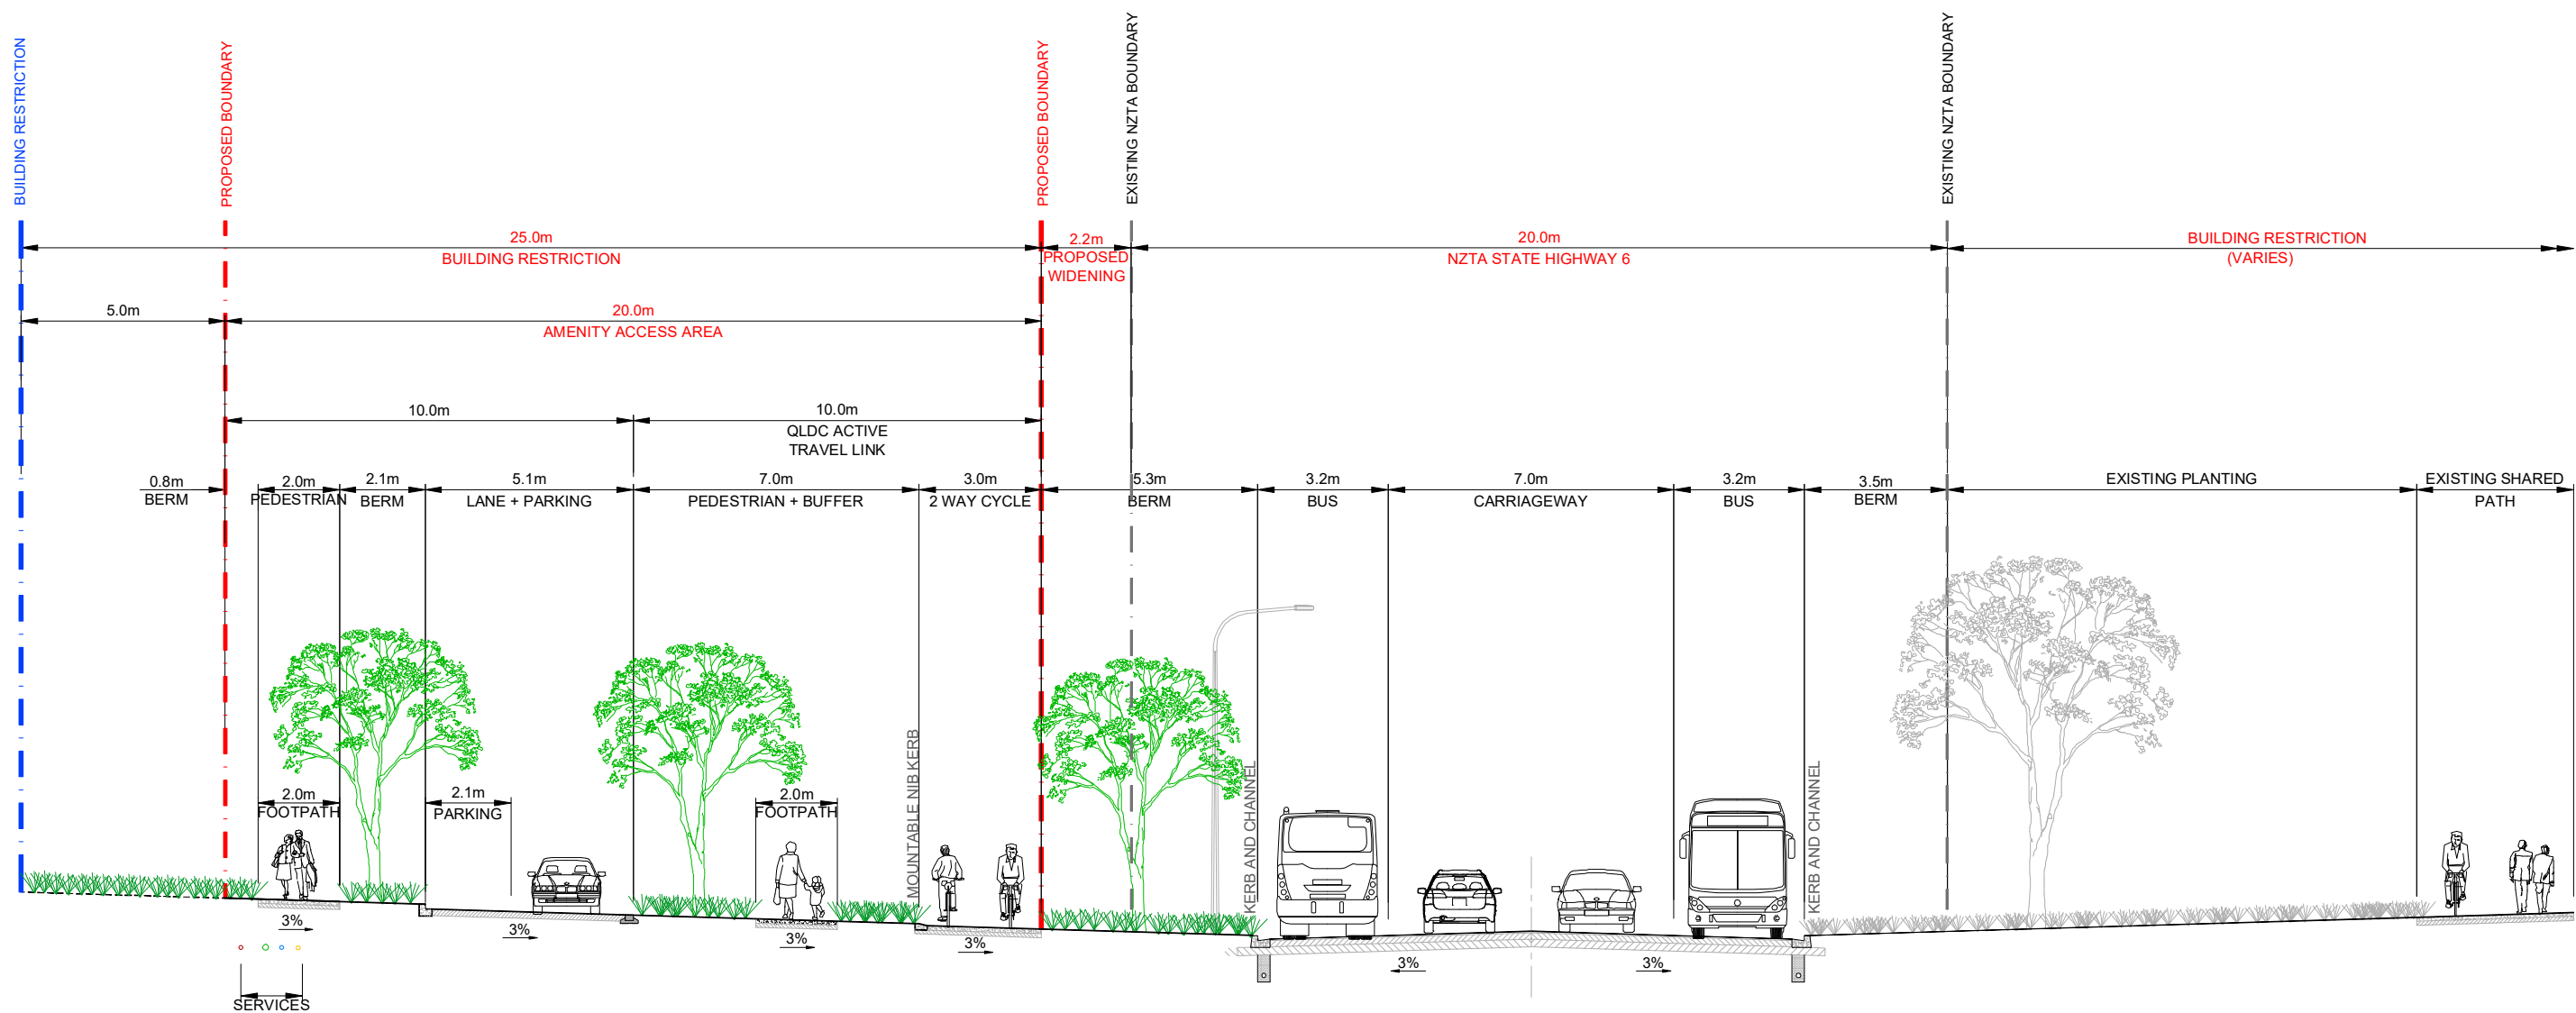 BUILDING RESTRICTION
PROPOSED BOUNDARY
PROPOSED BOUNDARY
EXISTING NZTA BOUNDARY
EXISTING NZTA BOUNDARY
25.0m
BUILDING RESTRICTION
2.2m
PROPOSED
WIDENING
20.0m
NZTA STATE HIGHWAY 6
BUILDING RESTRICTION
(VARIES)
5.0m
20.0m
AMENITY ACCESS AREA
10.0m
10.0m
QLDC ACTIVE
TRAVEL LINK
0.8m
BERM
2.0m
PEDESTRIAN
2.1m
BERM
5.1m
LANE + PARKING
7.0m
PEDESTRIAN + BUFFER
3.0m
2 WAY CYCLE
5.3m
BERM
3.2m
BUS
7.0m
CARRIAGEWAY
3.2m
BUS
3.5m
BERM
EXISTING PLANTING
EXISTING SHARED
PATH
2.0m
FOOTPATH
2.1m
PARKING
2.0m
FOOTPATH
MOUNTABLE NIB KERB
KERB AND CHANNEL
KERB AND CHANNEL
3%
3%
3%
3%
3%
3%
SERVICES